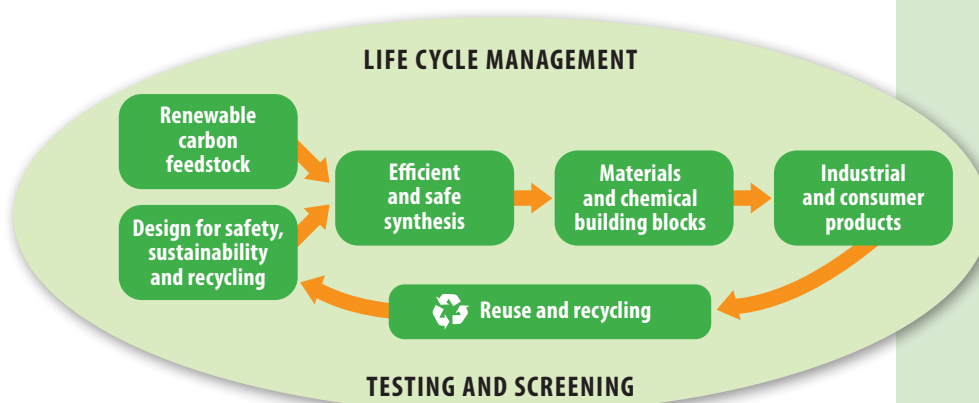 LIFE CYCLE MANAGEMENT
Renewable
carbon
feedstock
Design for safety,
sustainability
and recycling
Efficient
and safe
synthesis
Materials
and chemical
building blocks
Industrial
and consumer
products
Reuse and recycling
TESTING AND SCREENING